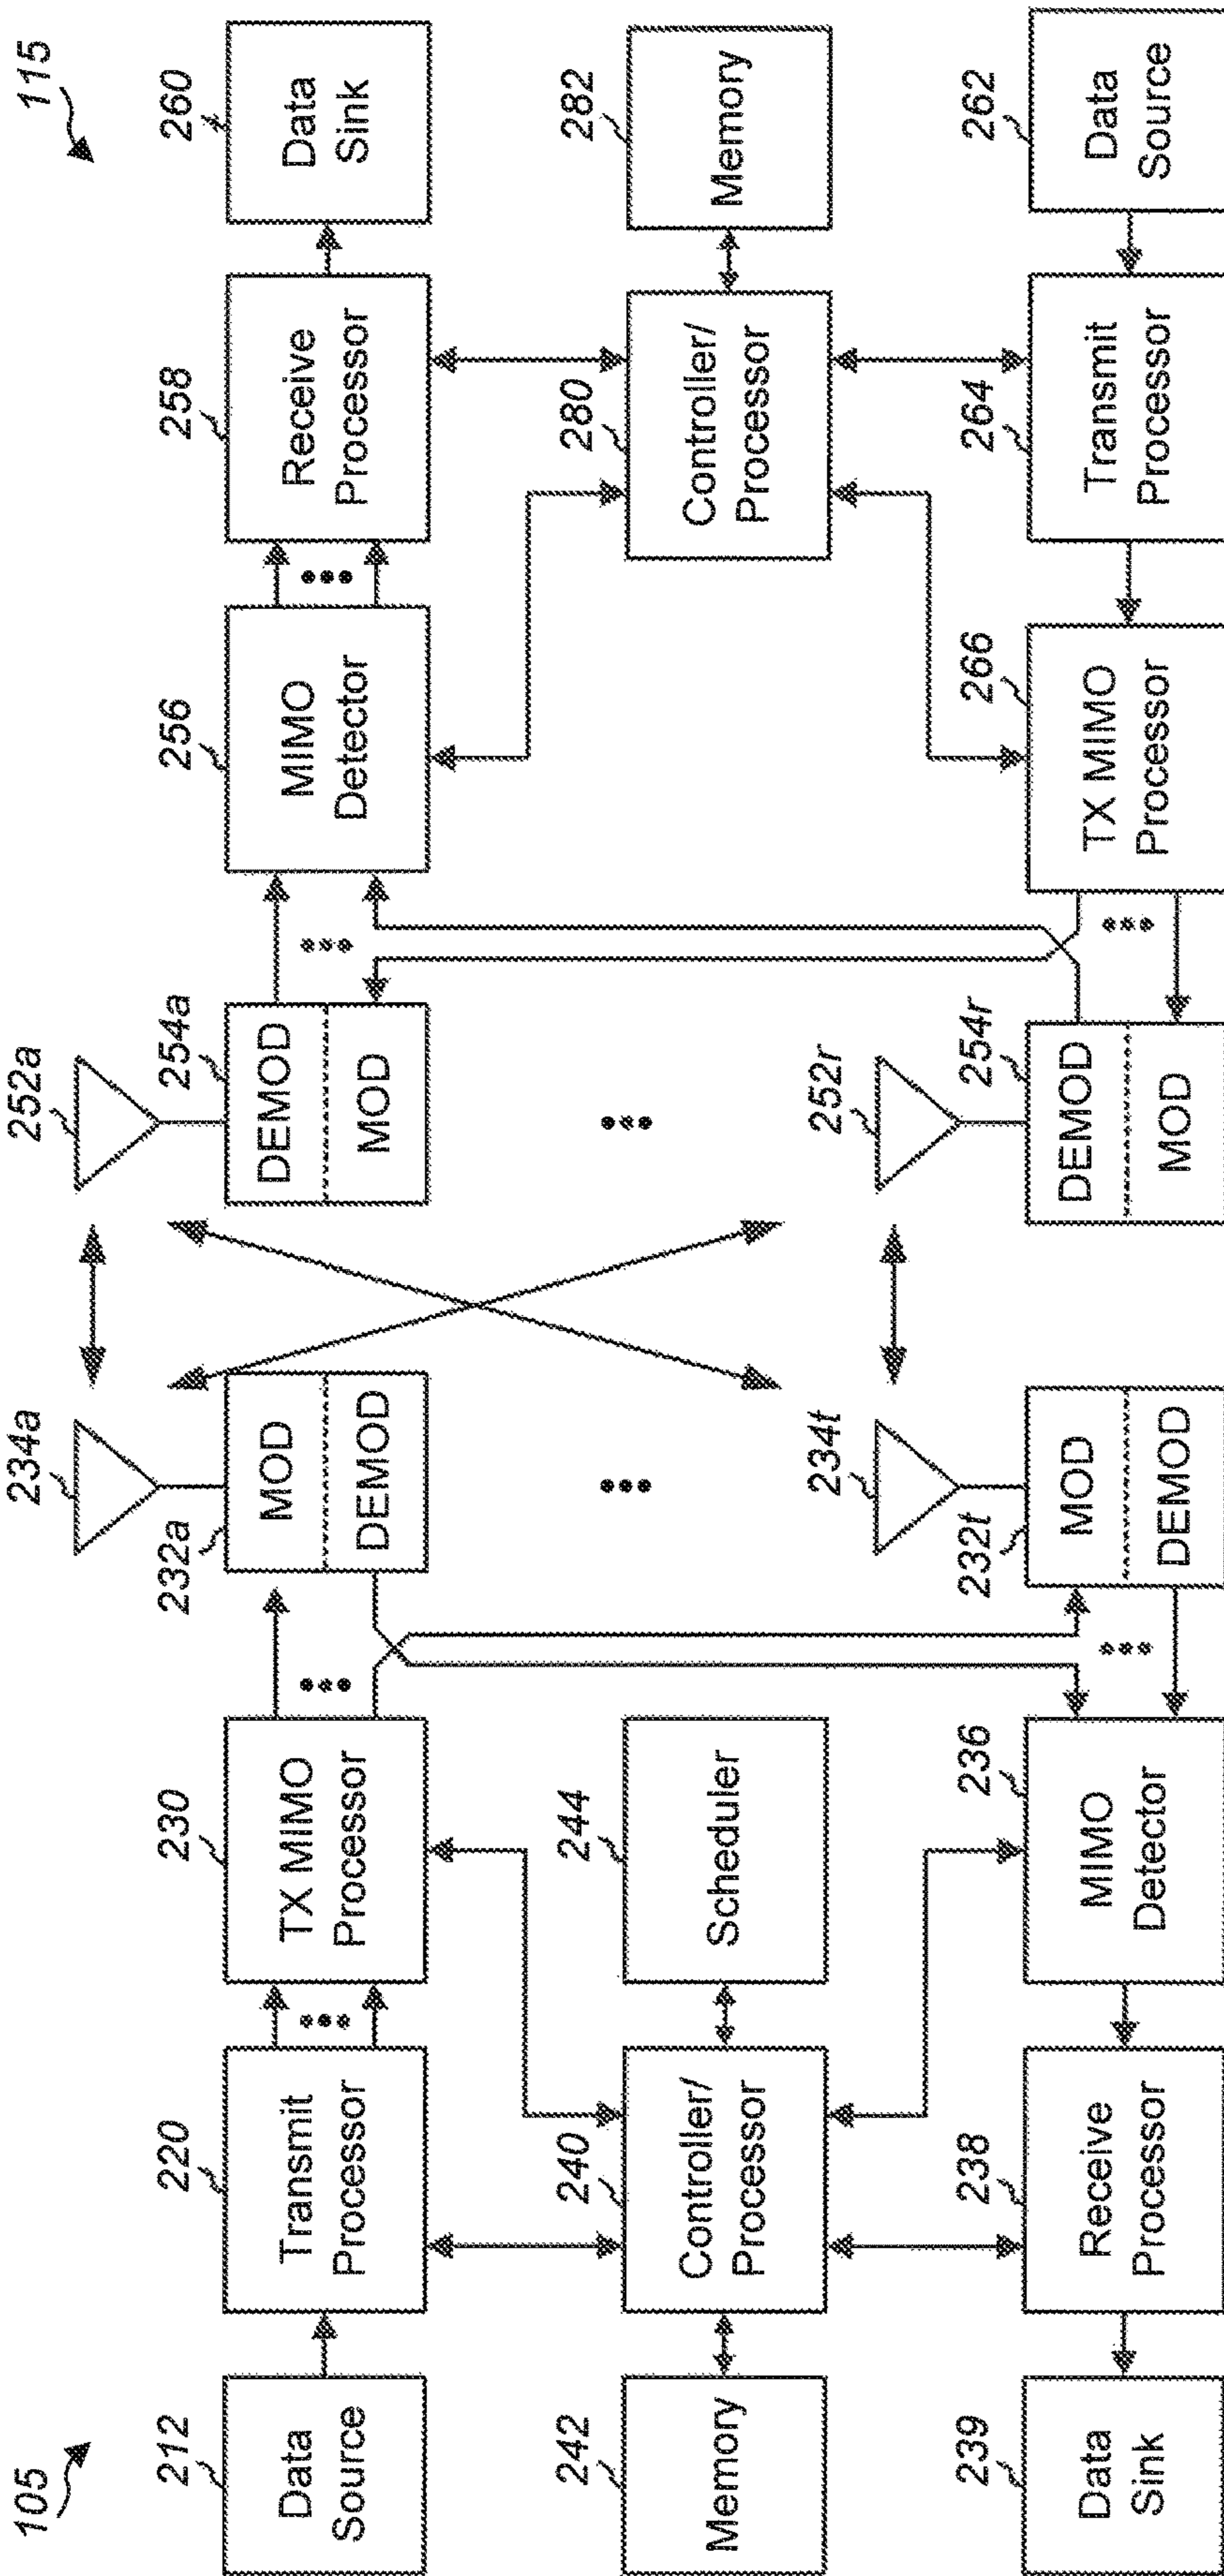 105
115
212
Data
Source
220
Transmit
Processor
230
TX MIMO
Processor
232a
MOD
DEMOD
234a
252a
254a
DEMOD
MOD
256
MIMO
Detector
258
Receive
Processor
260
Data
Sink
242
Memory
240
Controller/
Processor
244
Scheduler
280
Controller/
Processor
282
Memory
239
Data
Sink
238
Receive
Processor
236
MIMO
Detector
232t
MOD
DEMOD
234t
252r
254r
DEMOD
MOD
266
TX MIMO
Processor
264
Transmit
Processor
262
Data
Source